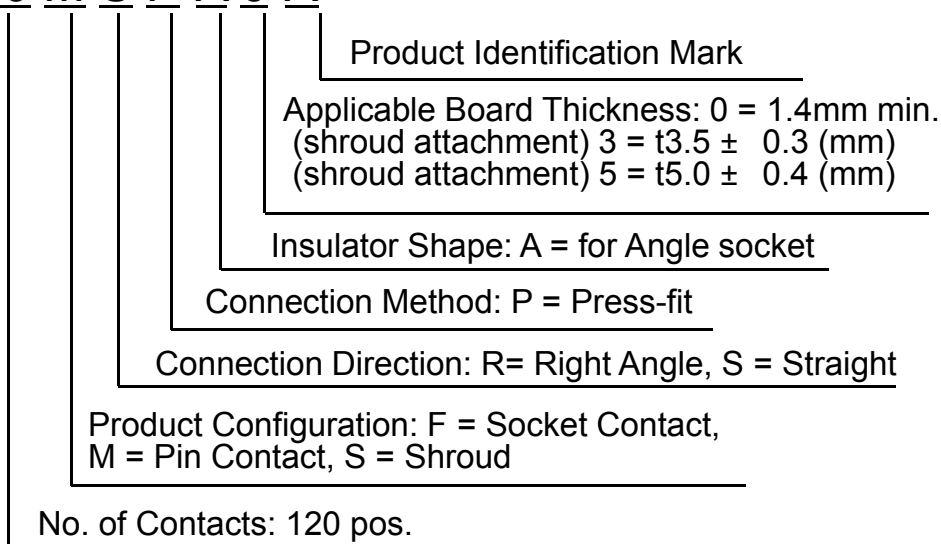 Product Identification Mark
Applicable Board Thickness: 0 = 1.4mm min.
(shroud attachment) 3 = t3.5 ± 0.3 (mm)
(shroud attachment) 5 = t5.0 ± 0.4 (mm)
Insulator Shape: A = for Angle socket
Connection Method: P = Press-fit
Connection Direction: R= Right Angle, S = Straight
Product Configuration: F = Socket Contact,
M = Pin Contact, S = Shroud
No. of Contacts: 120 pos.